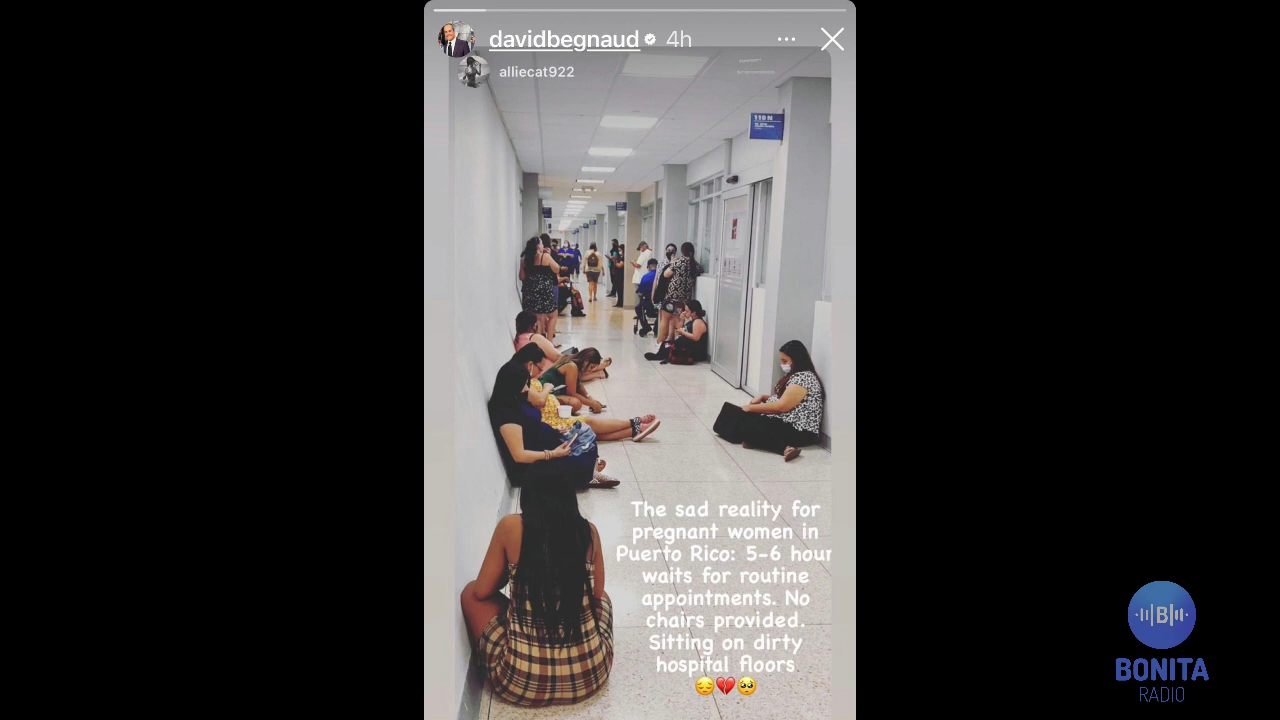 davidbegnaud 4h
alliecat922
110 N
The sad reality for
pregnant women in
Puerto Rico: 5-6 hour
waits for routine
appointments. No
chairs provided.
Sitting on dirty
hospital floors
😔💔🥺
B
BONITA
RADIO